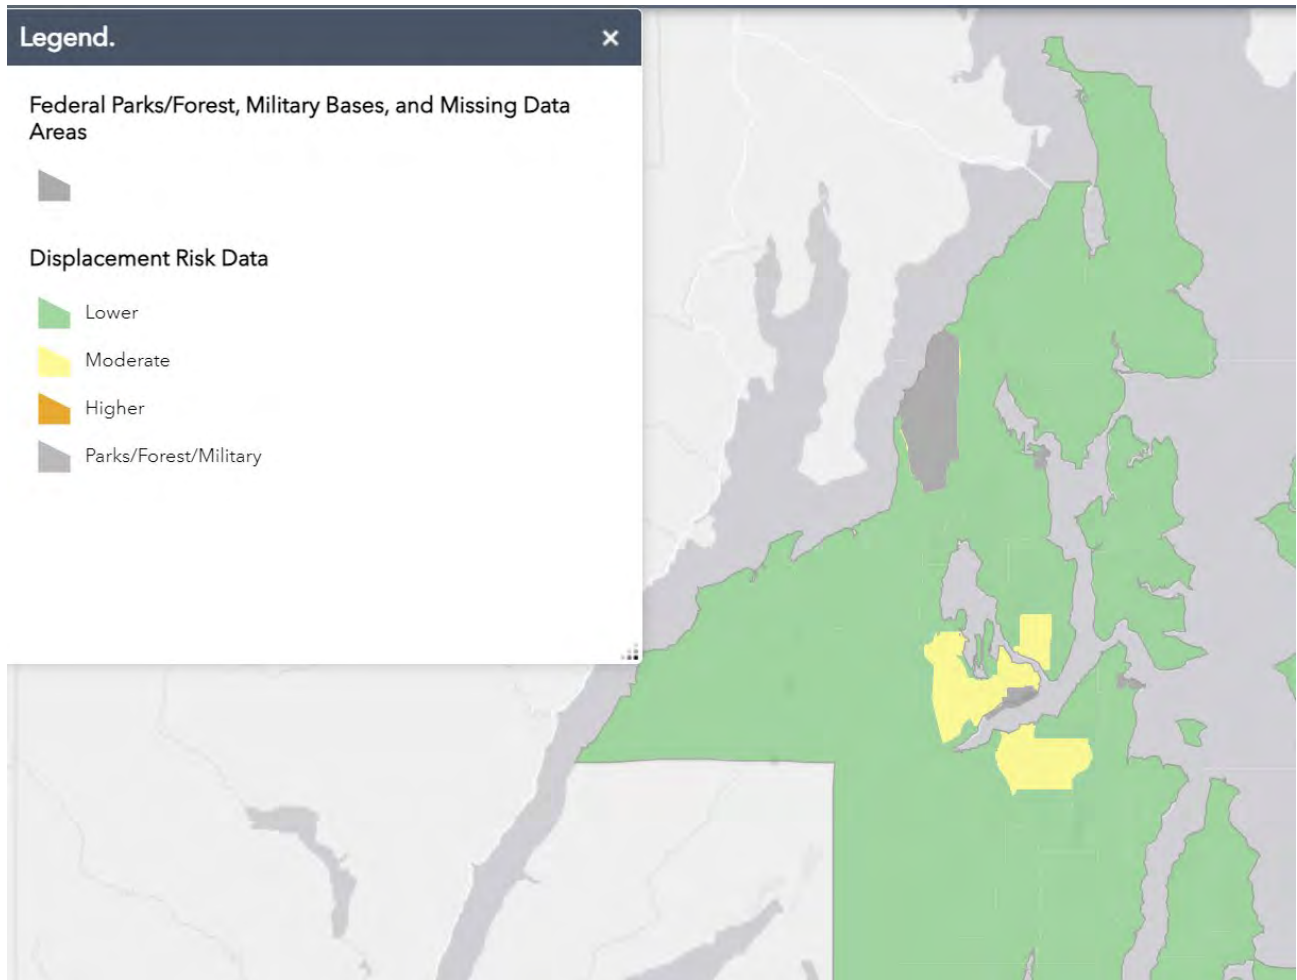 Legend.
Federal Parks/Forest, Military Bases, and Missing Data
Areas
Displacement Risk Data
Lower
Moderate
Higher
Parks/Forest/Military